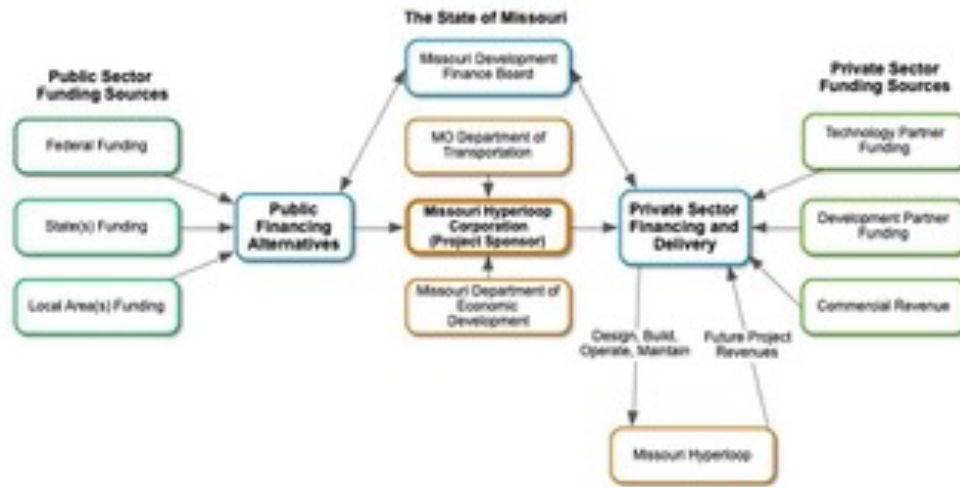 The State of Missouri
Missouri Development
Finance Board
Public Sector
Funding Sources
Federal Funding
State(s) Funding
Local Area(s) Funding
Public
Financing
Alternatives
MO Department of
Transportation
Missouri Hyperloop
Corporation
(Project Sponsor)
Missouri Department of
Economic
Development
Private Sector
Financing and
Delivery
Private Sector
Funding Sources
Technology Partner
Funding
Development Partner
Funding
Commercial Revenue
Design, Build,
Operate, Maintain
Future Project
Revenues
Missouri Hyperloop